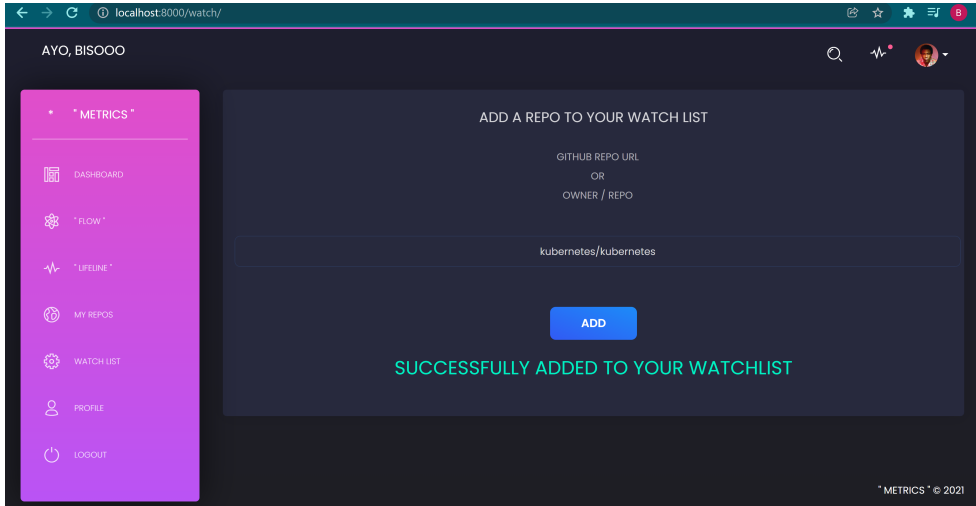 localhost:8000/watch/
B
AYO, BISOOO
* " METRICS "
DASHBOARD
" FLOW "
" LIFELINE "
MY REPOS
WATCH LIST
PROFILE
LOGOUT
ADD A REPO TO YOUR WATCH LIST
GITHUB REPO URL
OR
OWNER / REPO
kubernetes/kubernetes
ADD
SUCCESSFULLY ADDED TO YOUR WATCHLIST
" METRICS " © 2021